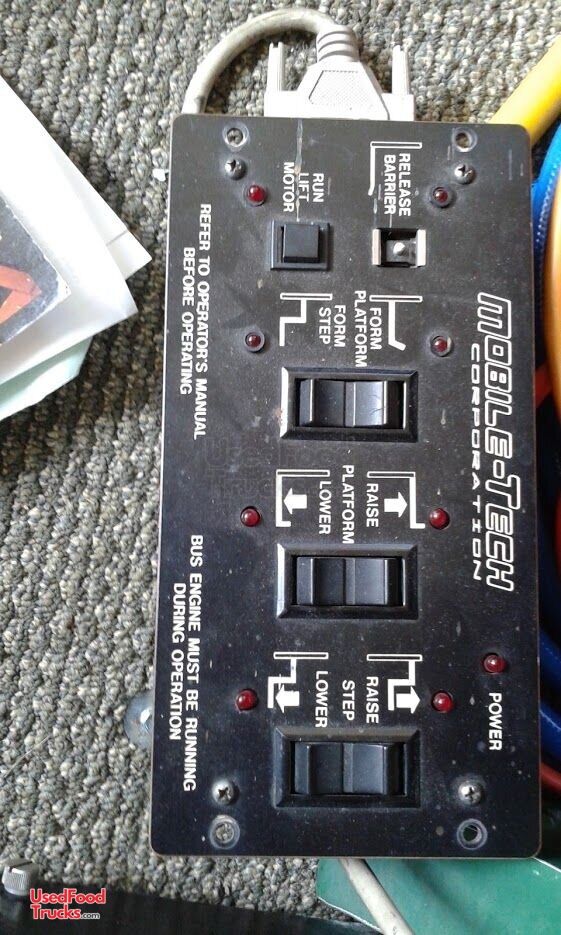 MOBILE-TECH
CORPORATION
POWER
RELEASE
BARRIER
RUN
LIFT
MOTOR
FORM
PLATFORM
FORM
STEP
RAISE
PLATFORM
LOWER
RAISE
STEP
LOWER
REFER TO OPERATOR'S MANUAL
BEFORE OPERATING
BUS ENGINE MUST BE RUNNING
DURING OPERATION
UsedFood
Trucks.com